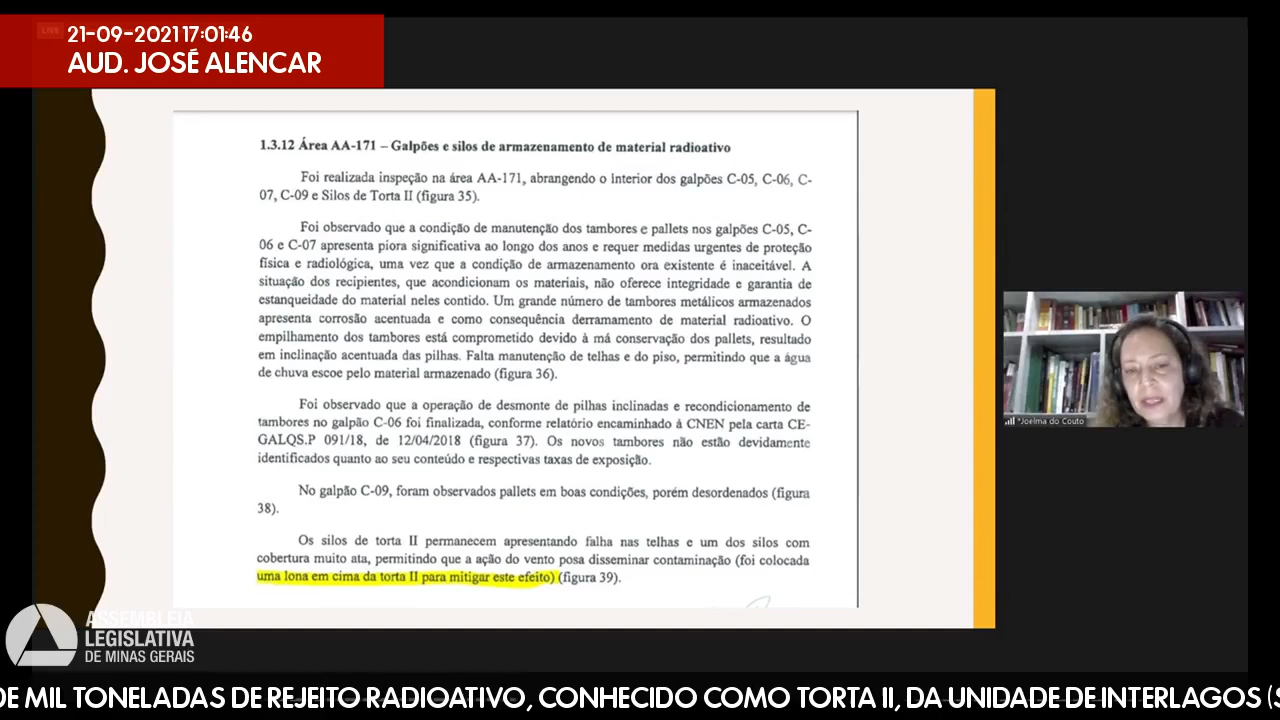 LIVE
21-09-2021 17:01:46
AUD. JOSÉ ALENCAR
1.3.12 Área AA-171 – Galpões e silos de armazenamento de material radioativo
Foi realizada inspeção na área AA-171, abrangendo o interior dos galpões C-05, C-06, C-
07, C-09 e Silos de Torta II (figura 35).
Foi observado que a condição de manutenção dos tambores e pallets nos galpões C-05, C-
06 e C-07 apresenta piora significativa ao longo dos anos e requer medidas urgentes de proteção
física e radiológica, uma vez que a condição de armazenamento ora existente é inaceitável. A
situação dos recipientes, que acondicionam os materiais, não oferece integridade e garantia de
estanqueidade do material neles contido. Um grande número de tambores metálicos armazenados
apresenta corrosão acentuada e como consequência derramamento de material radioativo. O
empilhamento dos tambores está comprometido devido à má conservação dos pallets, resultado
em inclinação acentuada das pilhas. Falta manutenção de telhas e do piso, permitindo que a água
de chuva escoe pelo material armazenado (figura 36).
Foi observado que a operação de desmonte de pilhas inclinadas e recondicionamento de
tambores no galpão C-06 foi finalizada, conforme relatório encaminhado à CNEN pela carta CE-
GALQS.P 091/18, de 12/04/2018 (figura 37). Os novos tambores não estão devidamente
identificados quanto ao seu conteúdo e respectivas taxas de exposição.
No galpão C-09, foram observados pallets em boas condições, porém desordenados (figura
38).
Os silos de torta II permanecem apresentando falha nas telhas e um dos silos com
cobertura muito ata, permitindo que a ação do vento posa disseminar contaminação (foi colocada
uma lona em cima da torta II para mitigar este efeito) (figura 39).
*Joelma do Couto
ASSEMBLEIA
LEGISLATIVA
DE MINAS GERAIS
DE MIL TONELADAS DE REJEITO RADIOATIVO, CONHECIDO COMO TORTA II, DA UNIDADE DE INTERLAGOS (S